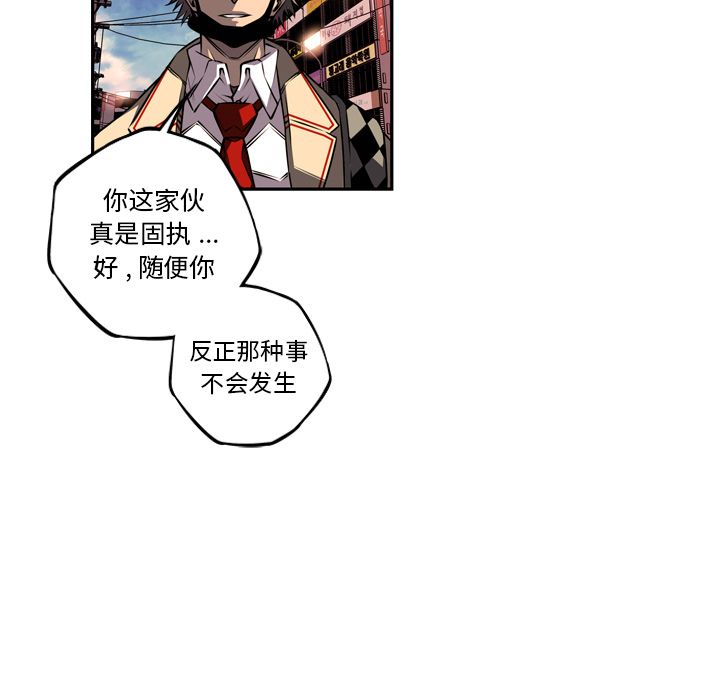 你这家伙
真是固执 ...
好 , 随便你
反正那种事
不会发生